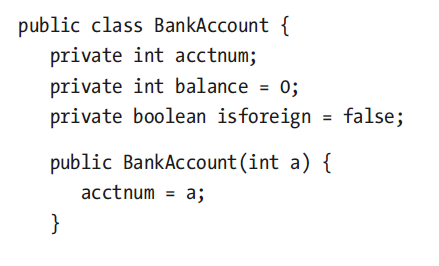 public class BankAccount {
private int acctnum;
private int balance = 0;
private boolean isforeign = false;
public BankAccount(int a) {
acctnum = a;
}